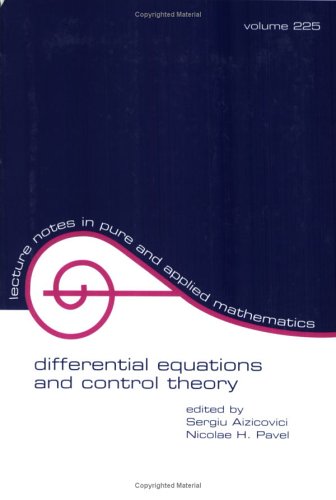 Copyrighted Material
volume 225
lecture notes in pure and applied mathematics
differential equations
and control theory
edited by
Sergiu Aizicovici
Nicolae H. Pavel
Copyrighted Material